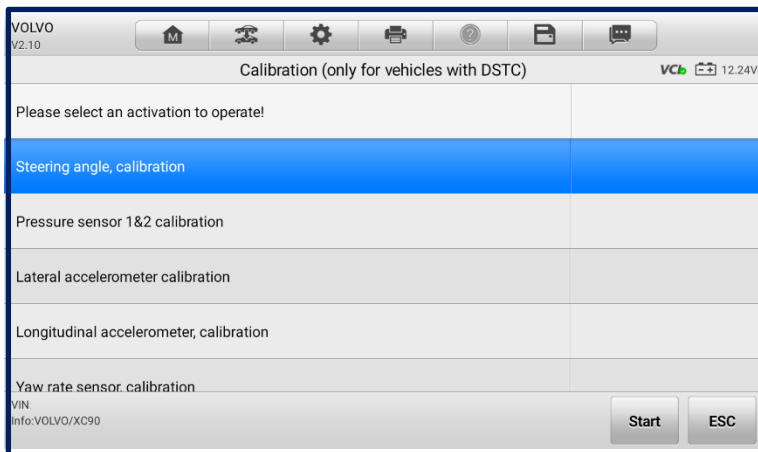 VOLVO
V2.10
M
?
Calibration (only for vehicles with DSTC)
VCI 12.24V
Please select an activation to operate!
Steering angle, calibration
Pressure sensor 1&2 calibration
Lateral accelerometer calibration
Longitudinal accelerometer, calibration
Yaw rate sensor, calibration
VIN:
Info:VOLVO/XC90
Start
ESC